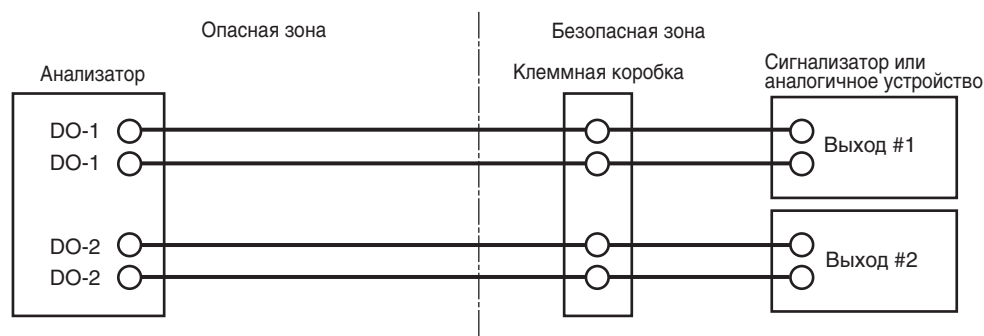 Опасная зона
Безопасная зона
Анализатор
Клеммная коробка
Сигнализатор или
аналогичное устройство
DO-1
DO-1
Выход #1
DO-2
DO-2
Выход #2